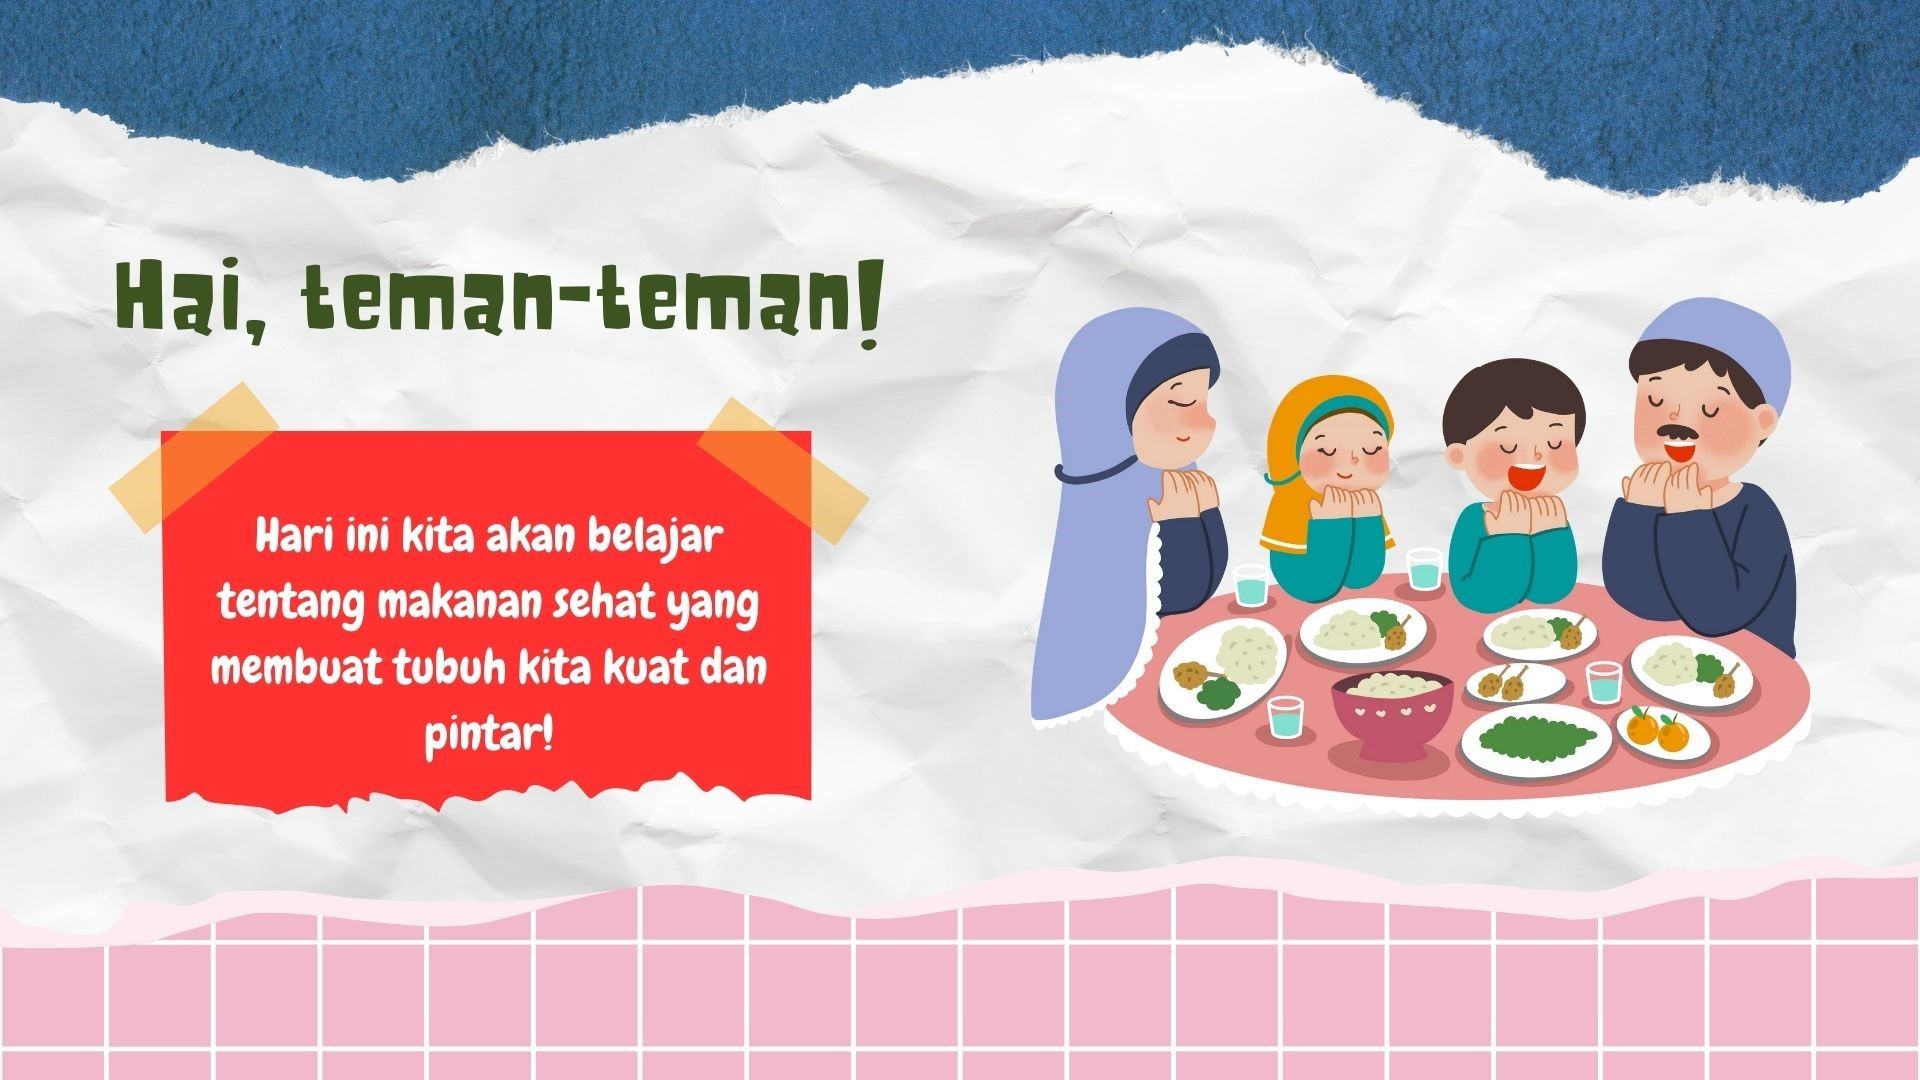 Hai, teman-teman!
Hari ini kita akan belajar
tentang makanan sehat yang
membuat tubuh kita kuat dan
pintar!